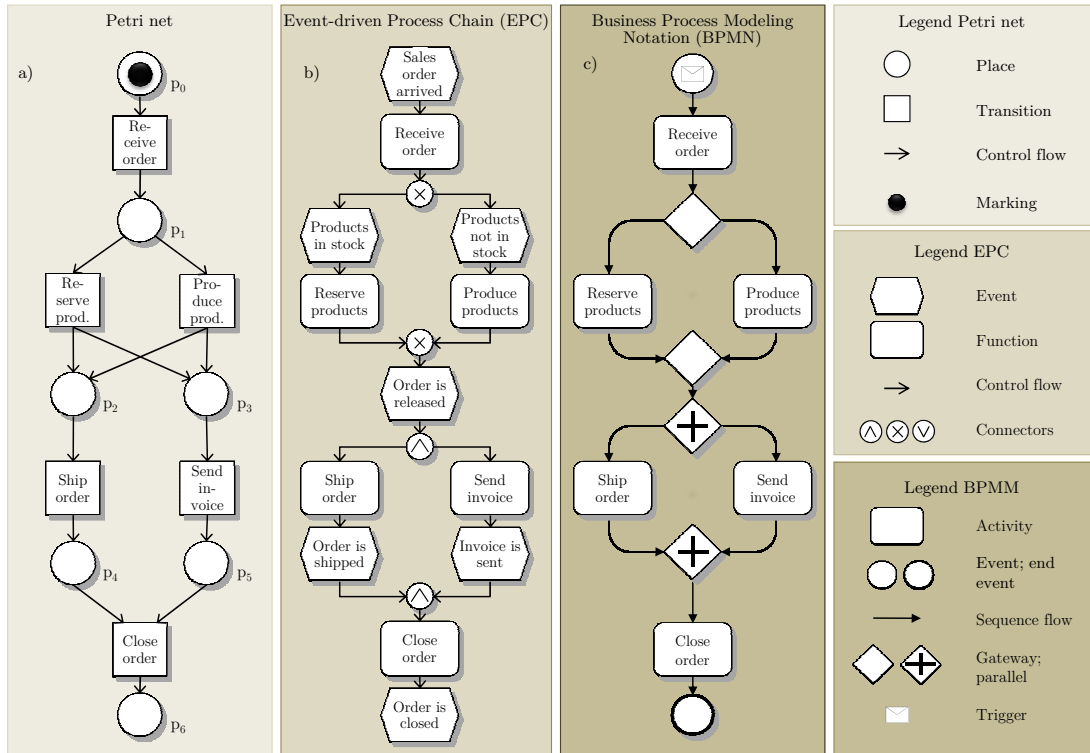 Petri net
a)
p0
Re-
ceive
order
p1
Re-
serve
prod.
Pro-
duce
prod.
p2
p3
Ship
order
Send
in-
voice
p4
p5
Close
order
p6
Event-driven Process Chain (EPC)
b)
Sales
order
arrived
Receive
order
Products
in stock
Products
not in
stock
Reserve
products
Produce
products
Order is
released
Ship
order
Send
invoice
Order is
shipped
Invoice is
sent
Close
order
Order is
closed
Business Process Modeling
Notation (BPMN)
c)
Receive
order
Reserve
products
Produce
products
Ship
order
Send
invoice
Close
order
Legend Petri net
Place
Transition
Control flow
Marking
Legend EPC
Event
Function
Control flow
Connectors
Legend BPMM
Activity
Event; end
event
Sequence flow
Gateway;
parallel
Trigger